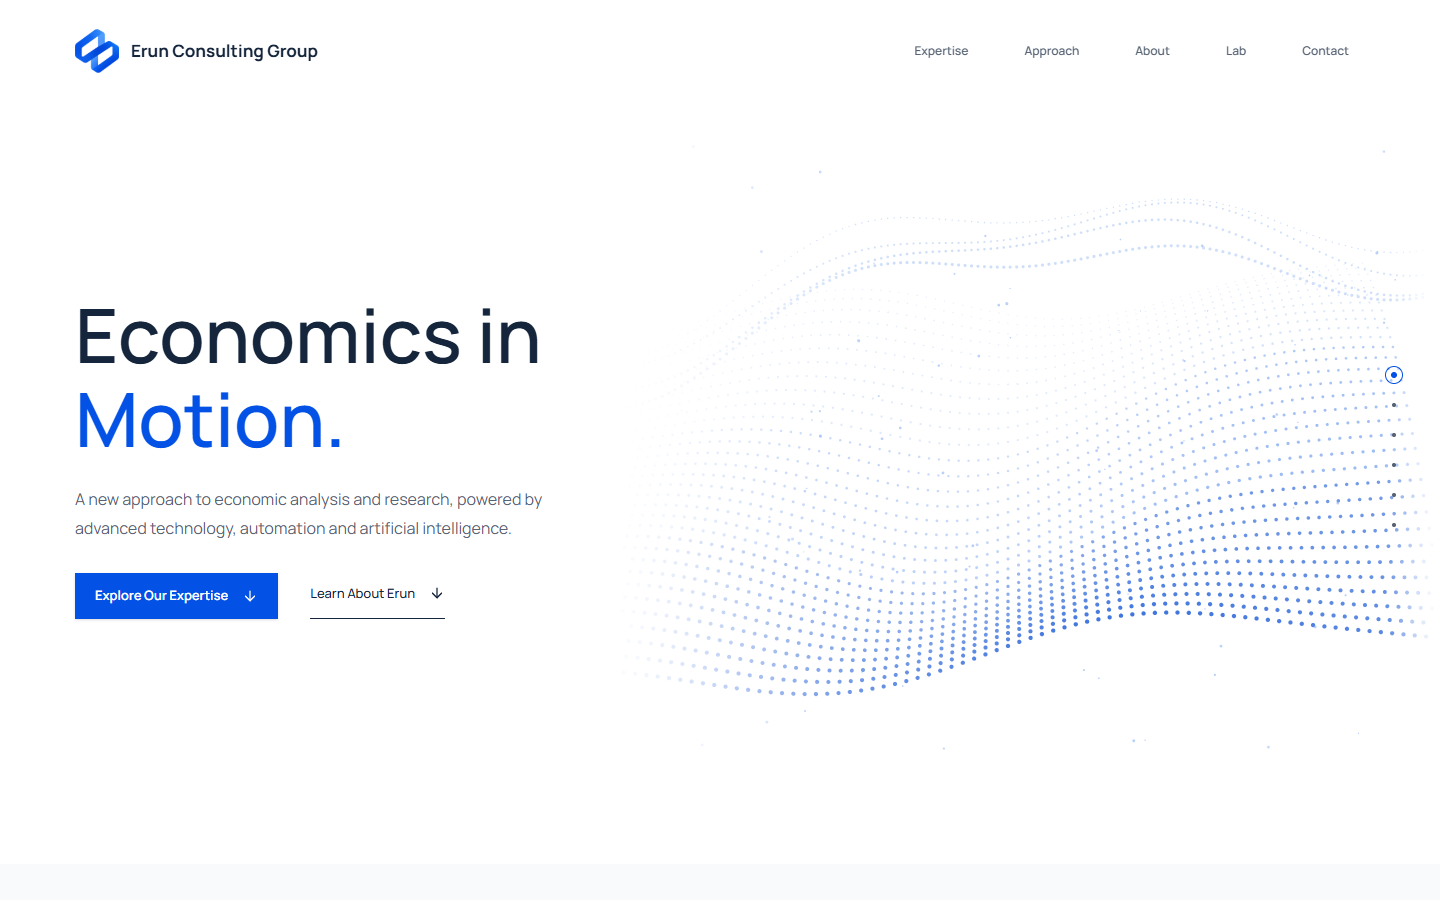 Erun Consulting Group
Expertise
Approach
About
Lab
Contact
Economics in
Motion.
A new approach to economic analysis and research, powered by
advanced technology, automation and artificial intelligence.
Explore Our Expertise
Learn About Erun